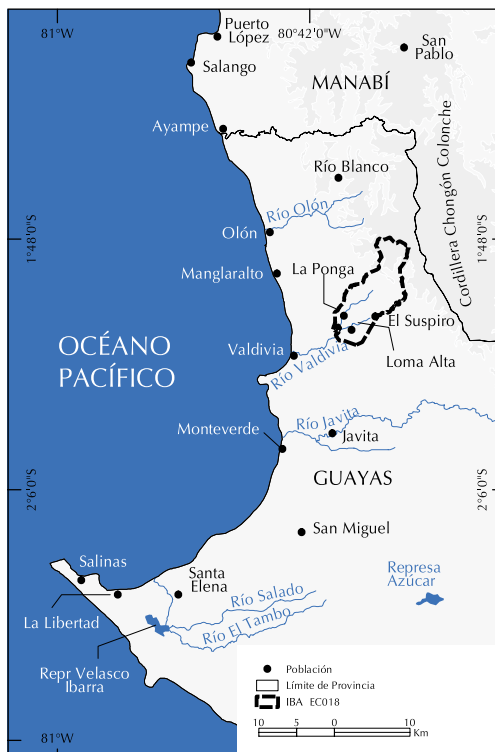 81°W
80°42'0"W
Puerto
López
San
Pablo
Salango
MANABÍ
Ayampe
Cordillera Chongón Colonche
Río Blanco
Río Olón
Olón
1°48'0"S
1°48'0"S
Manglaralto
La Ponga
El Suspiro
OCÉANO
PACÍFICO
Valdivia
Río Valdivia
Loma Alta
Río Javita
Monteverde
Javita
GUAYAS
2°6'0"S
2°6'0"S
San Miguel
Salinas
Santa
Elena
Represa
Azúcar
Río Salado
La Libertad
Río El Tambo
Repr Velasco
Ibarra
Población
Límite de Provincia
IBA EC018
10 5 0 10
Km
81°W